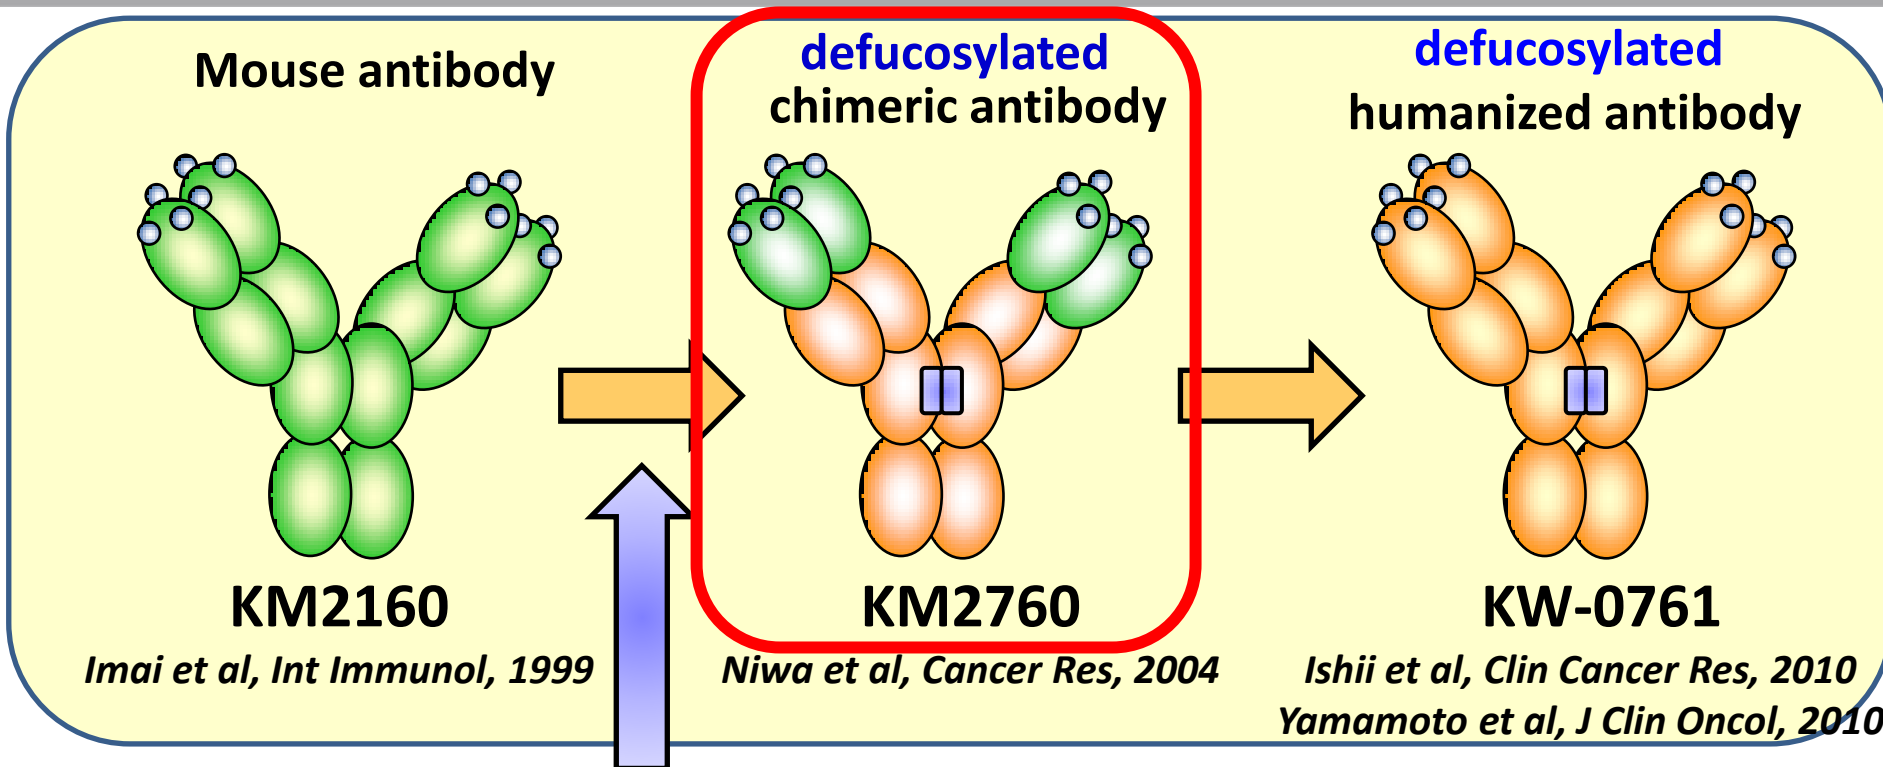 Mouse antibody
KM2160
Imai et al, Int Immunol, 1999
defucosylated
chimeric antibody
KM2760
Niwa et al, Cancer Res, 2004
defucosylated
humanized antibody
KW-0761
Ishii et al, Clin Cancer Res, 2010
Yamamoto et al, J Clin Oncol, 2010